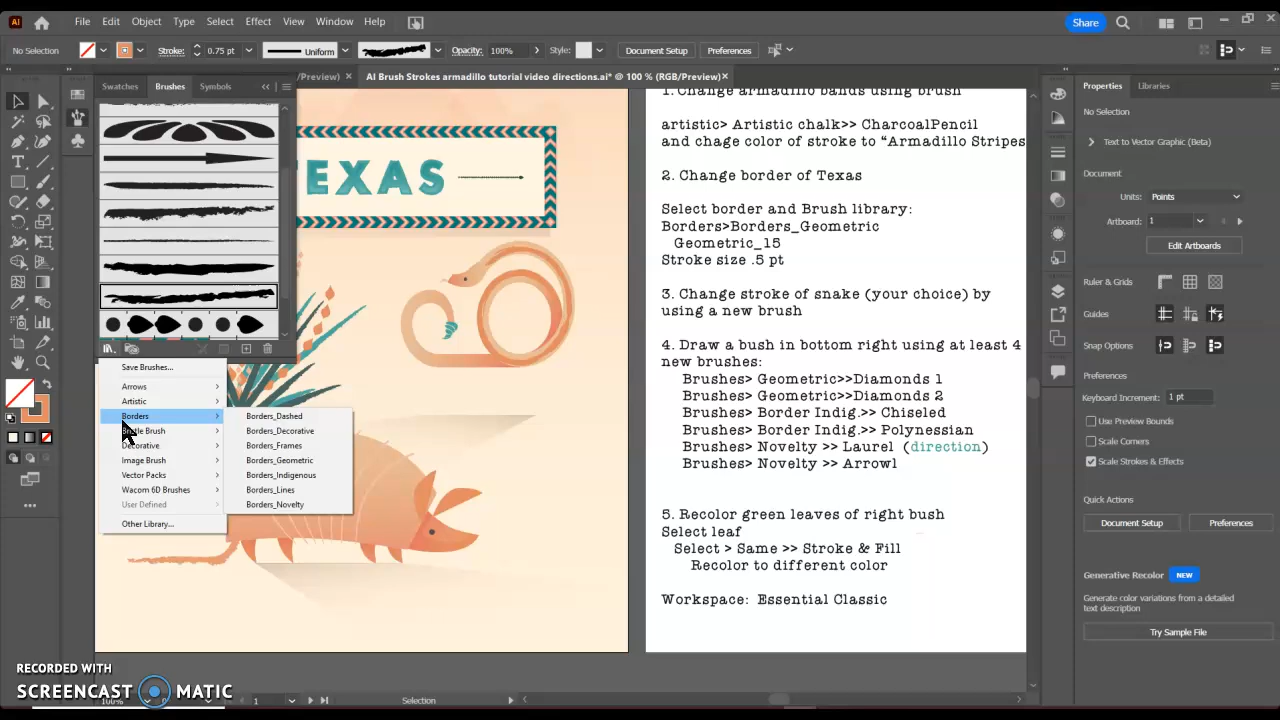 Ai File Edit Object Type Select Effect View Window Help Share
No Selection Stroke: 0.75 pt Uniform Opacity: 100% Style: Document Setup Preferences
/Preview) × AI Brush Strokes armadillo tutorial video directions.ai* @ 100 % (RGB/Preview) ×
Swatches Brushes Symbols
TEXAS
Save Brushes...
Arrows
Artistic
Borders
Brush
Decorative
Image Brush
Vector Packs
Wacom 6D Brushes
User Defined
Other Library...
Borders_Dashed
Borders_Decorative
Borders_Frames
Borders_Geometric
Borders_Indigenous
Borders_Lines
Borders_Novelty
1. Change armadillo bands using brush
artistic> Artistic chalk>> CharcoalPencil
and chage color of stroke to “Armadillo Stripes
2. Change border of Texas
Select border and Brush library:
Borders>Borders_Geometric
Geometric_15
Stroke size .5 pt
3. Change stroke of snake (your choice) by
using a new brush
4. Draw a bush in bottom right using at least 4
new brushes:
Brushes> Geometric>>Diamonds 1
Brushes> Geometric>>Diamonds 2
Brushes> Border Indig.>> Chiseled
Brushes> Border Indig.>> Polynessian
Brushes> Novelty >> Laurel (direction)
Brushes> Novelty >> Arrowl
5. Recolor green leaves of right bush
Select leaf
Select > Same >> Stroke & Fill
Recolor to different color
Workspace: Essential Classic
Properties Libraries
No Selection
Text to Vector Graphic (Beta)
Document
Units: Points
Artboard: 1
Edit Artboards
Ruler & Grids
Guides
Snap Options
Preferences
Keyboard Increment: 1 pt
Use Preview Bounds
Scale Corners
Scale Strokes & Effects
Quick Actions
Document Setup Preferences
Generative Recolor NEW
Generate color variations from a detailed
text description
Try Sample File
RECORDED WITH
SCREENCAST MATIC
100% 1 Selection